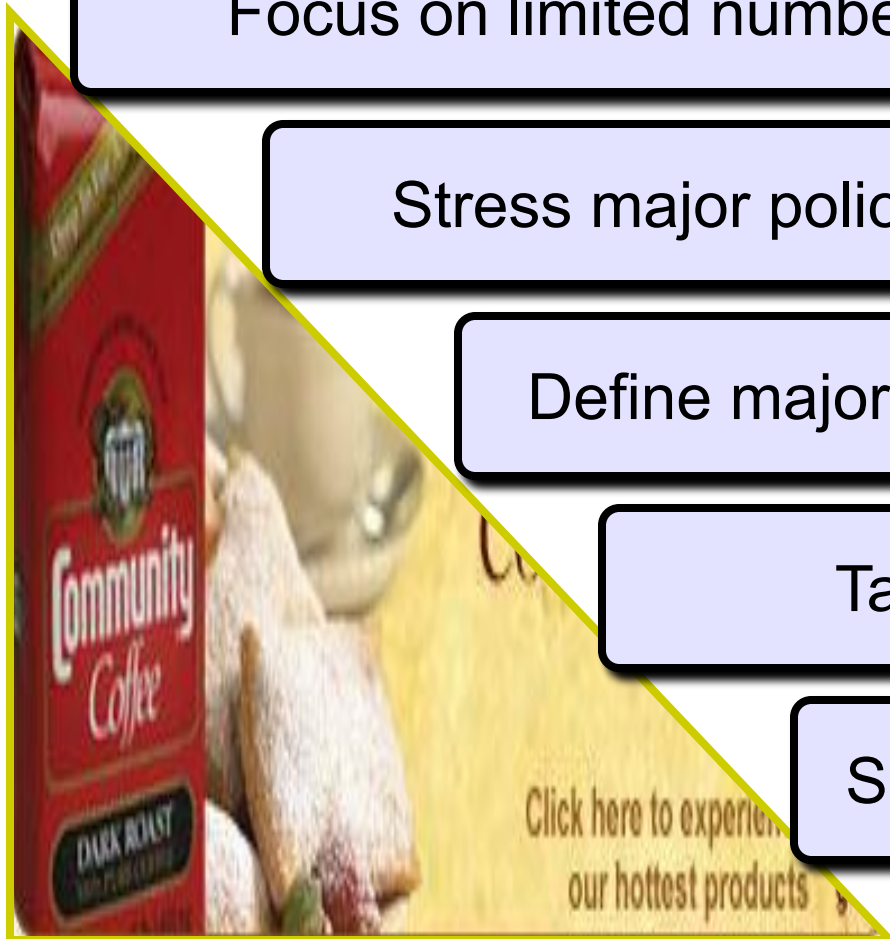 Focus on limited numbe
Stress major polic
Define major
Ta
S
Community
Coffee
DARK ROAST
Click here to experien
our hottest products